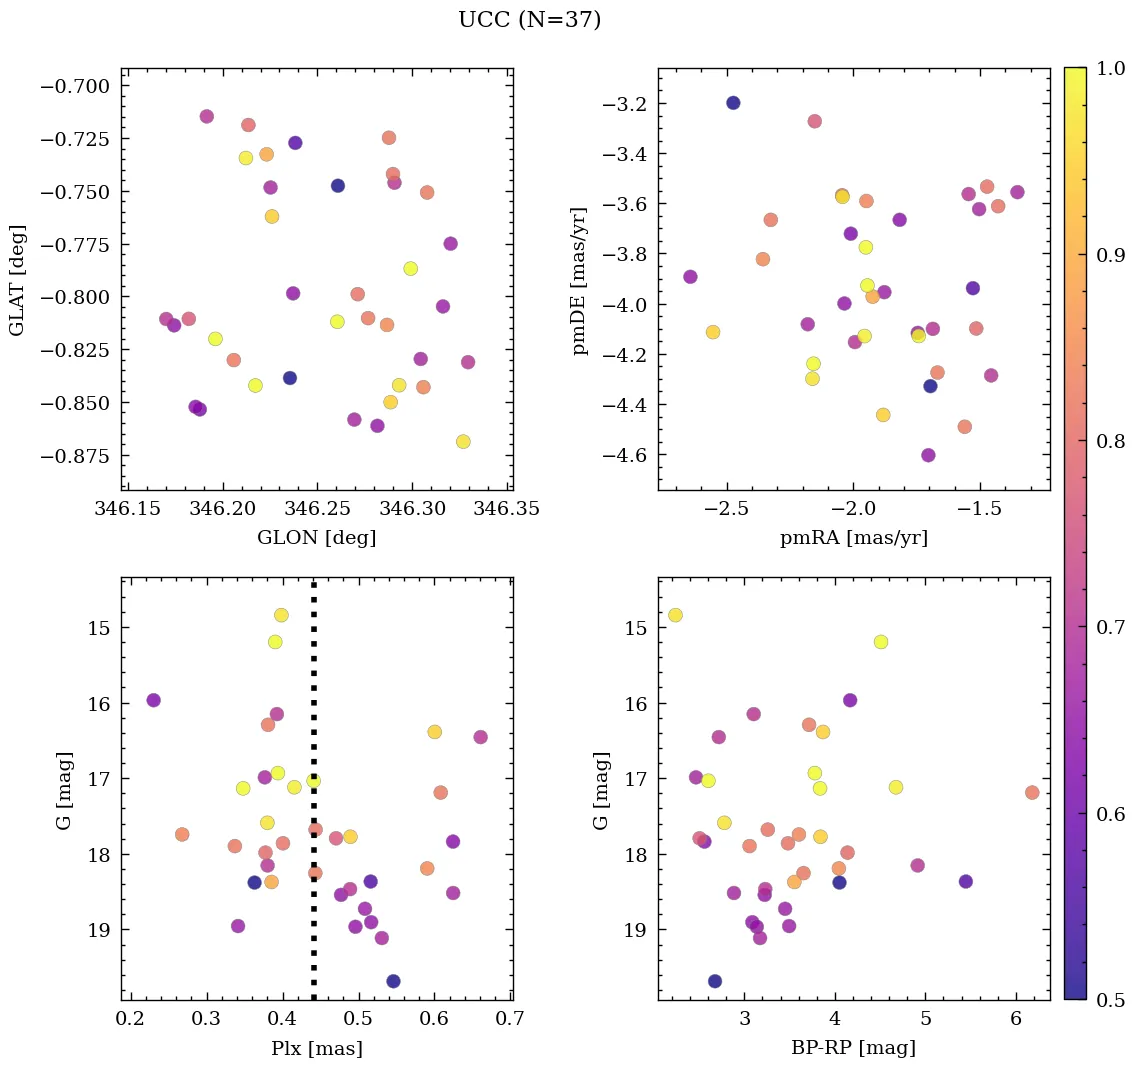 UCC (N=37)
−0.700
−0.725
−0.750
−0.775
−0.800
−0.825
−0.850
−0.875
GLAT [deg]
346.15 346.20 346.25 346.30 346.35
GLON [deg]
−3.2
−3.4
−3.6
−3.8
−4.0
−4.2
−4.4
−4.6
pmDE [mas/yr]
−2.5 −2.0 −1.5
pmRA [mas/yr]
15
16
17
18
19
G [mag]
0.2 0.3 0.4 0.5 0.6 0.7
Plx [mas]
15
16
17
18
19
G [mag]
3 4 5 6
BP-RP [mag]
1.0
0.9
0.8
0.7
0.6
0.5